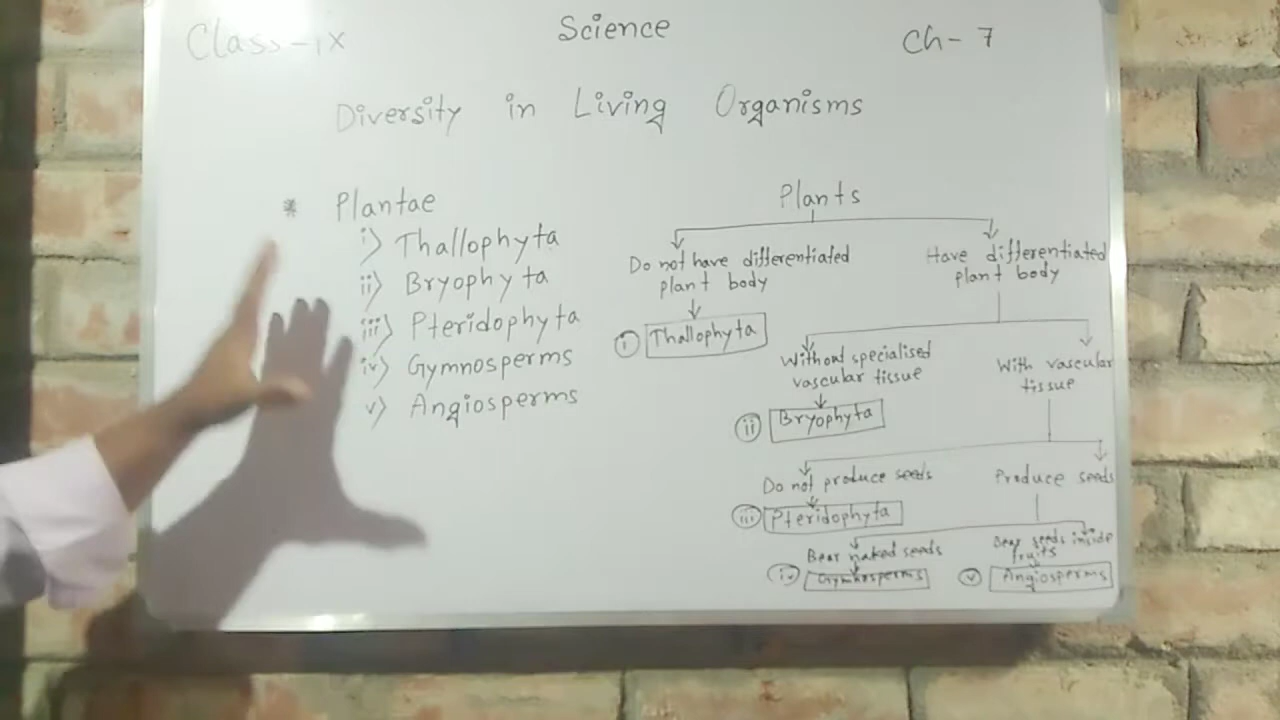 Class-ix Science Ch-7
Diversity in Living Organisms
* Plantae
i) Thallophyta
ii) Bryophyta
iii) Pteridophyta
iv) Gymnosperms
v) Angiosperms
Plants
Do not have differentiated
plant body
i Thallophyta
Have differentiated
plant body
Without specialised
vascular tissue
ii Bryophyta
With vascular
tissue
Do not produce seeds
iii Pteridophyta
Produce seeds
Bear naked seeds
iv Gymnosperms
Bear seeds inside
fruits
v Angiosperms